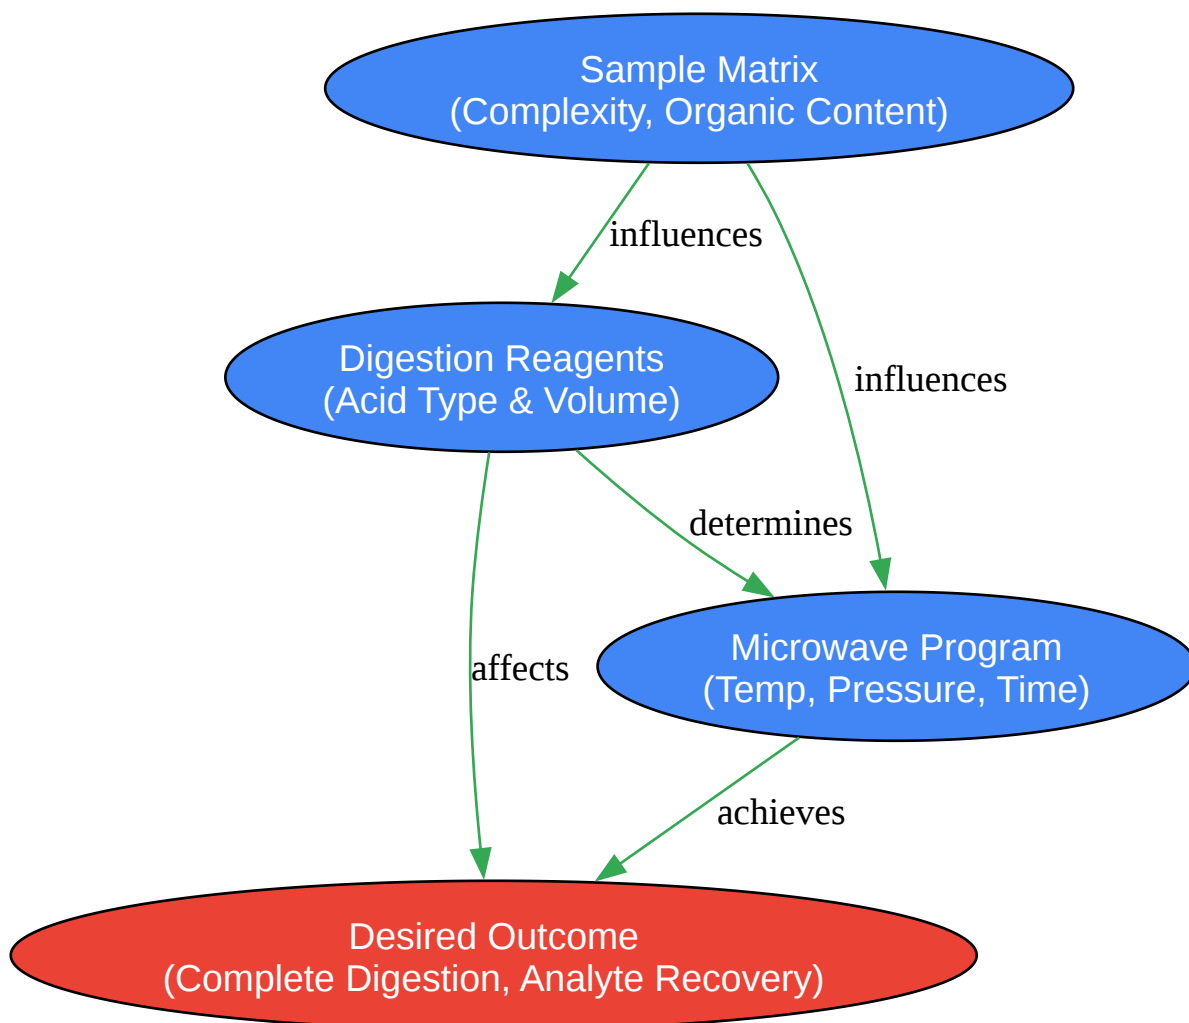 Sample Matrix
(Complexity, Organic Content)
influences
Digestion Reagents
(Acid Type & Volume)
influences
determines
Microwave Program
(Temp, Pressure, Time)
affects
achieves
Desired Outcome
(Complete Digestion, Analyte Recovery)